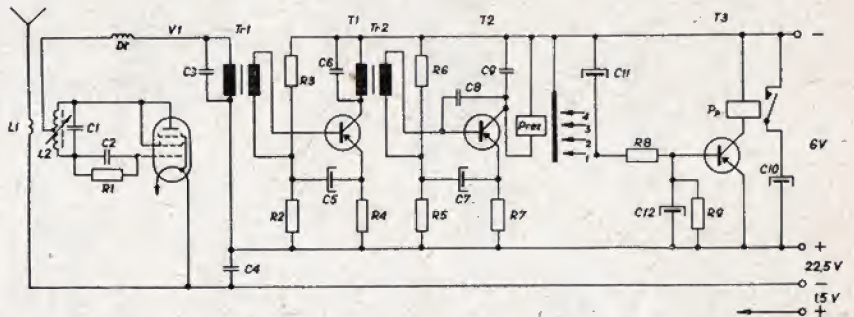 V1 Tr1 T1 Tr2 T2 T3 −
Dt
C3 C6 C9 C11
R3 R6 C8
Prez 4 3 2 1
L1 L2 C1 C2 R1
R8 6V
C5 C7 C10
R2 R4 R5 R7 C12 R9
+
C4 22,5 V
−
1,5 V
+